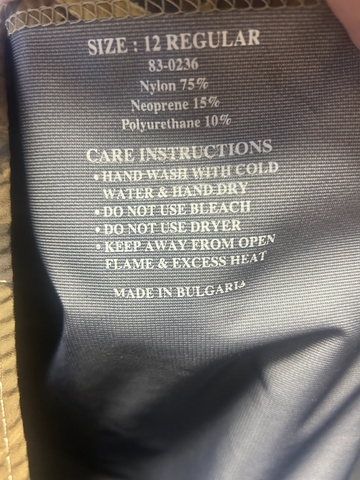 SIZE : 12 REGULAR
83-0236
Nylon 75%
Neoprene 15%
Polyurethane 10%
CARE INSTRUCTIONS
• HAND WASH WITH COLD
WATER & HAND DRY
• DO NOT USE BLEACH
• DO NOT USE DRYER
• KEEP AWAY FROM OPEN
FLAME & EXCESS HEAT
MADE IN BULGARIA